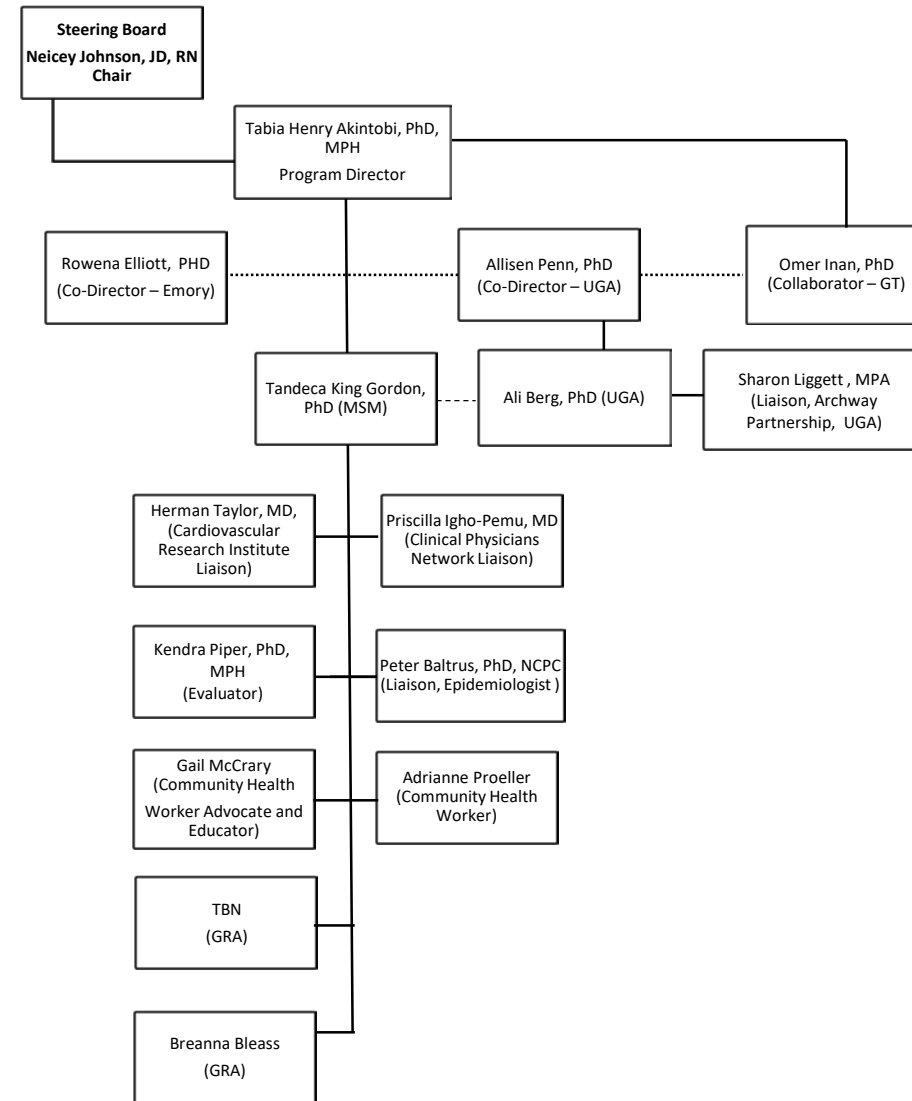 Steering Board
Neicey Johnson, JD, RN
Chair
Tabia Henry Akintobi, PhD,
MPH
Program Director
Rowena Elliott, PHD
(Co-Director – Emory)
Allisen Penn, PhD
(Co-Director – UGA)
Omer Inan, PhD
(Collaborator – GT)
Tandeca King Gordon,
PhD (MSM)
Ali Berg, PhD (UGA)
Sharon Liggett , MPA
(Liaison, Archway
Partnership, UGA)
Herman Taylor, MD,
(Cardiovascular
Research Institute
Liaison)
Priscilla Igho-Pemu, MD
(Clinical Physicians
Network Liaison)
Kendra Piper, PhD,
MPH
(Evaluator)
Peter Baltrus, PhD, NCPC
(Liaison, Epidemiologist )
Gail McCrary
(Community Health
Worker Advocate and
Educator)
Adrianne Proeller
(Community Health
Worker)
TBN
(GRA)
Breanna Bleass
(GRA)